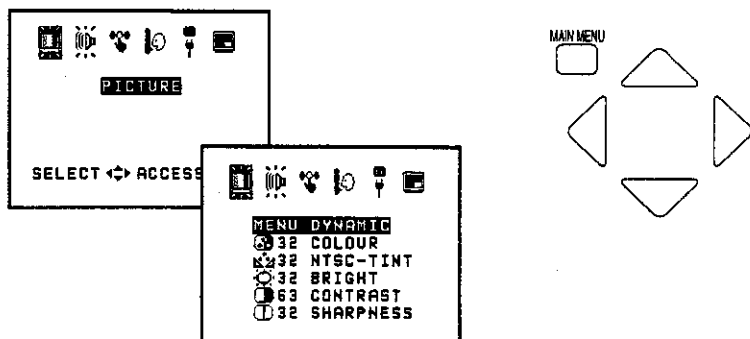 PICTURE
SELECT ACCESS
MENU DYNAMIC
32 COLOUR
32 NTSC-TINT
32 BRIGHT
63 CONTRAST
32 SHARPNESS
MAIN MENU